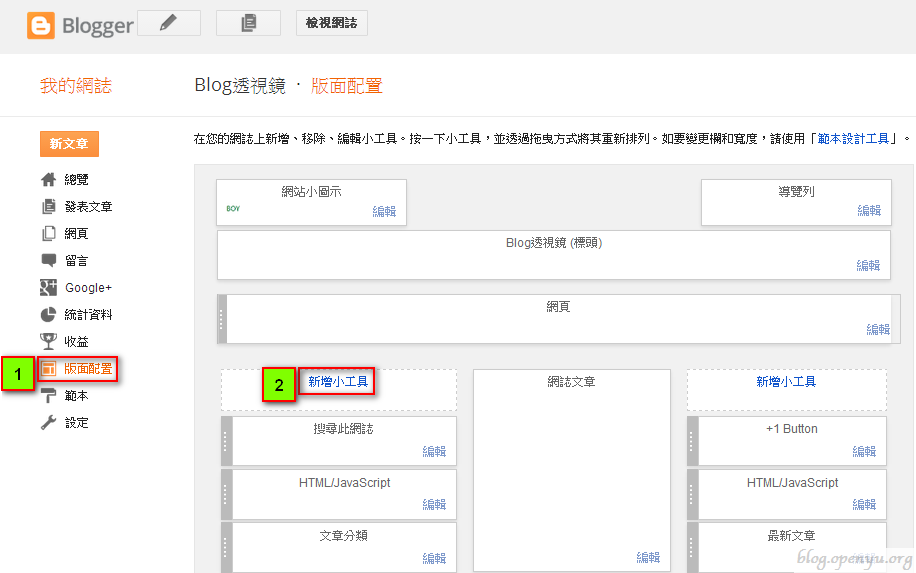 Blogger
檢視網誌
我的網誌
Blog透視鏡 · 版面配置
新文章
在您的網誌上新增、移除、編輯小工具。按一下小工具，並透過拖曳方式將其重新排列。如要變更欄和寬度，請使用「範本設計工具」。
總覽
發表文章
網頁
留言
Google+
統計資料
收益
1 版面配置
範本
設定
網站小圖示
BOY
編輯
導覽列
編輯
Blog透視鏡 (標頭)
編輯
網頁
編輯
2 新增小工具
搜尋此網誌
編輯
HTML/JavaScript
編輯
文章分類
編輯
網誌文章
編輯
新增小工具
+1 Button
編輯
HTML/JavaScript
編輯
最新文章
blog.openyu.org